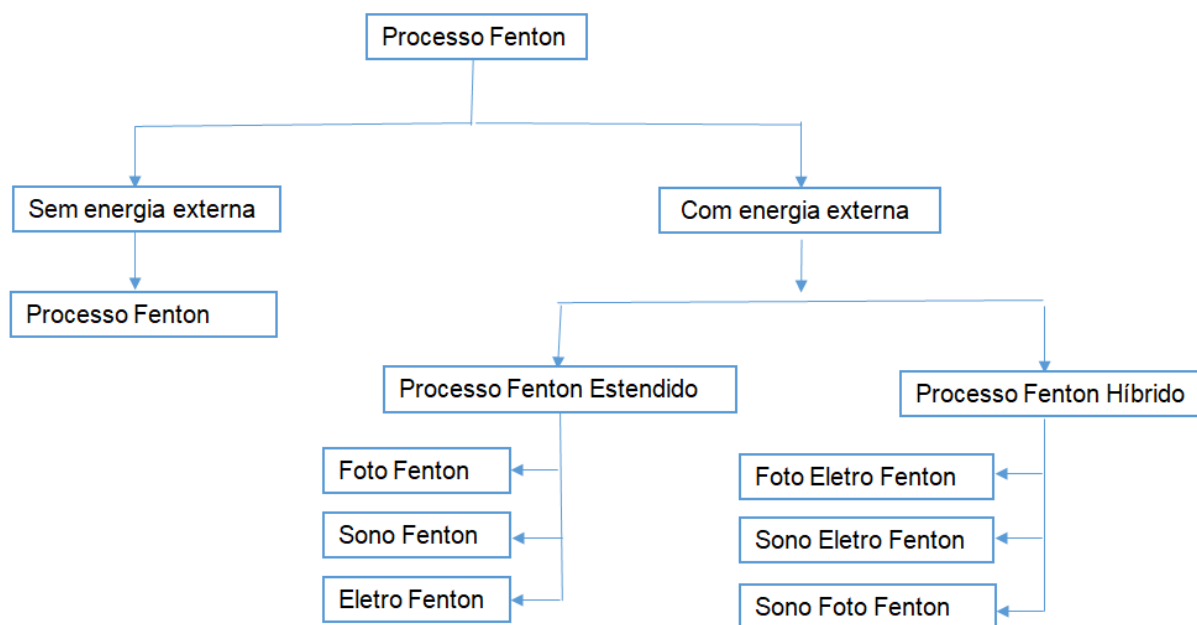 Processo Fenton
Sem energia externa
Com energia externa
Processo Fenton
Processo Fenton Estendido
Processo Fenton Híbrido
Foto Fenton
Sono Fenton
Eletro Fenton
Foto Eletro Fenton
Sono Eletro Fenton
Sono Foto Fenton